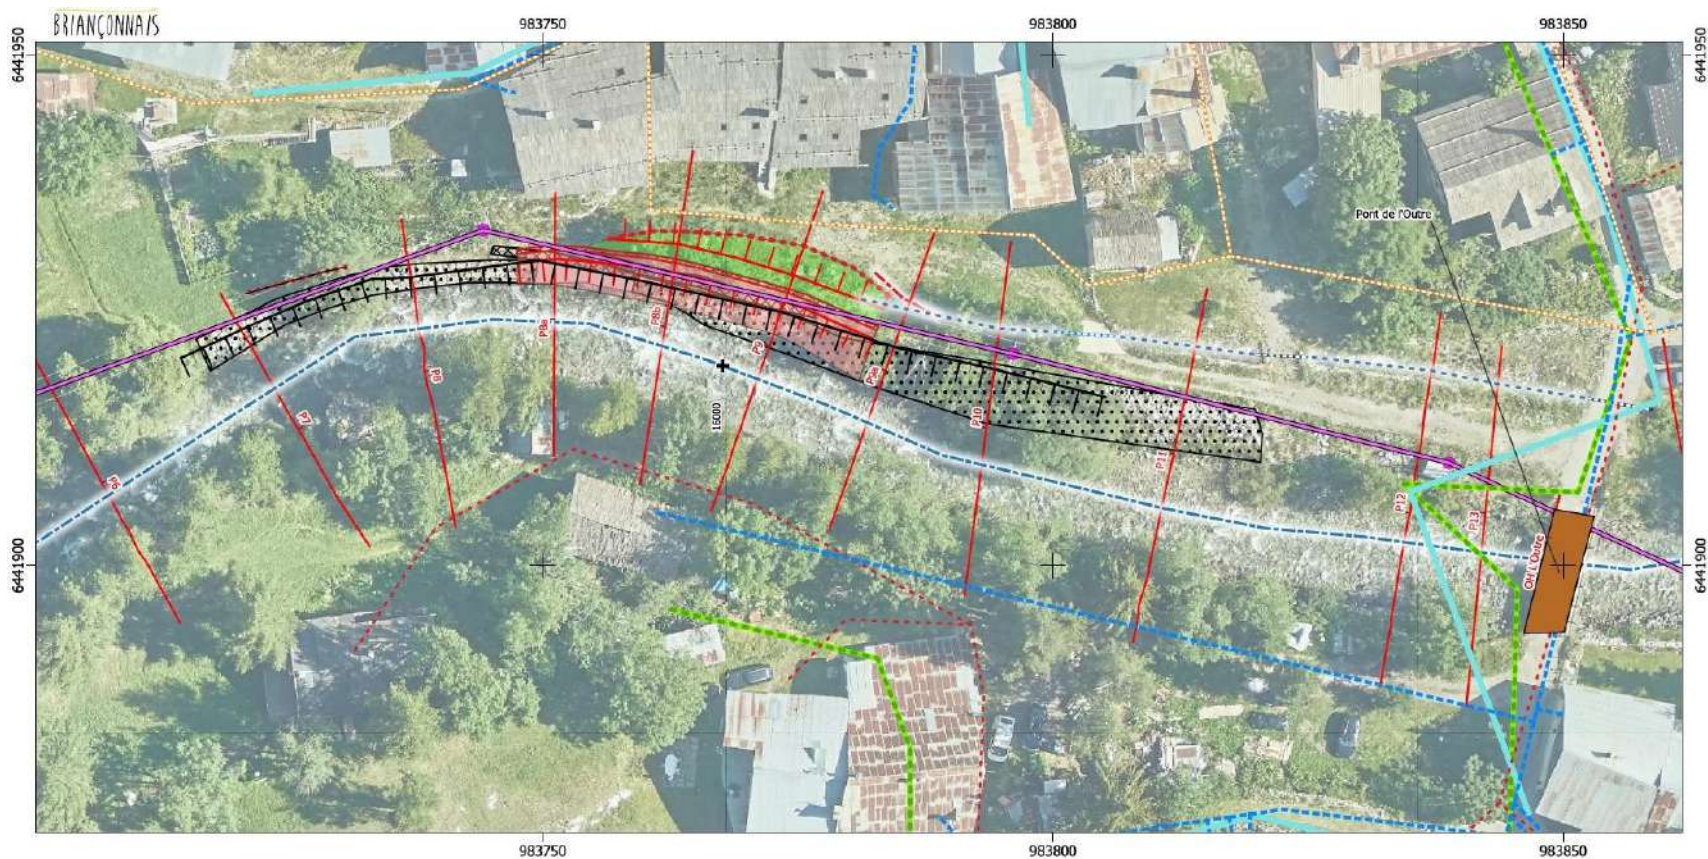 BRIANÇONNAIS
983750
983800
983850
6441950
6441950
Pont de l'Outre
P8a
P8b
P9
P9a
P8
P7
P6
16000
P10
P11
P12
P13
OH L'Outre
6441900
6441900
983750
983800
983850